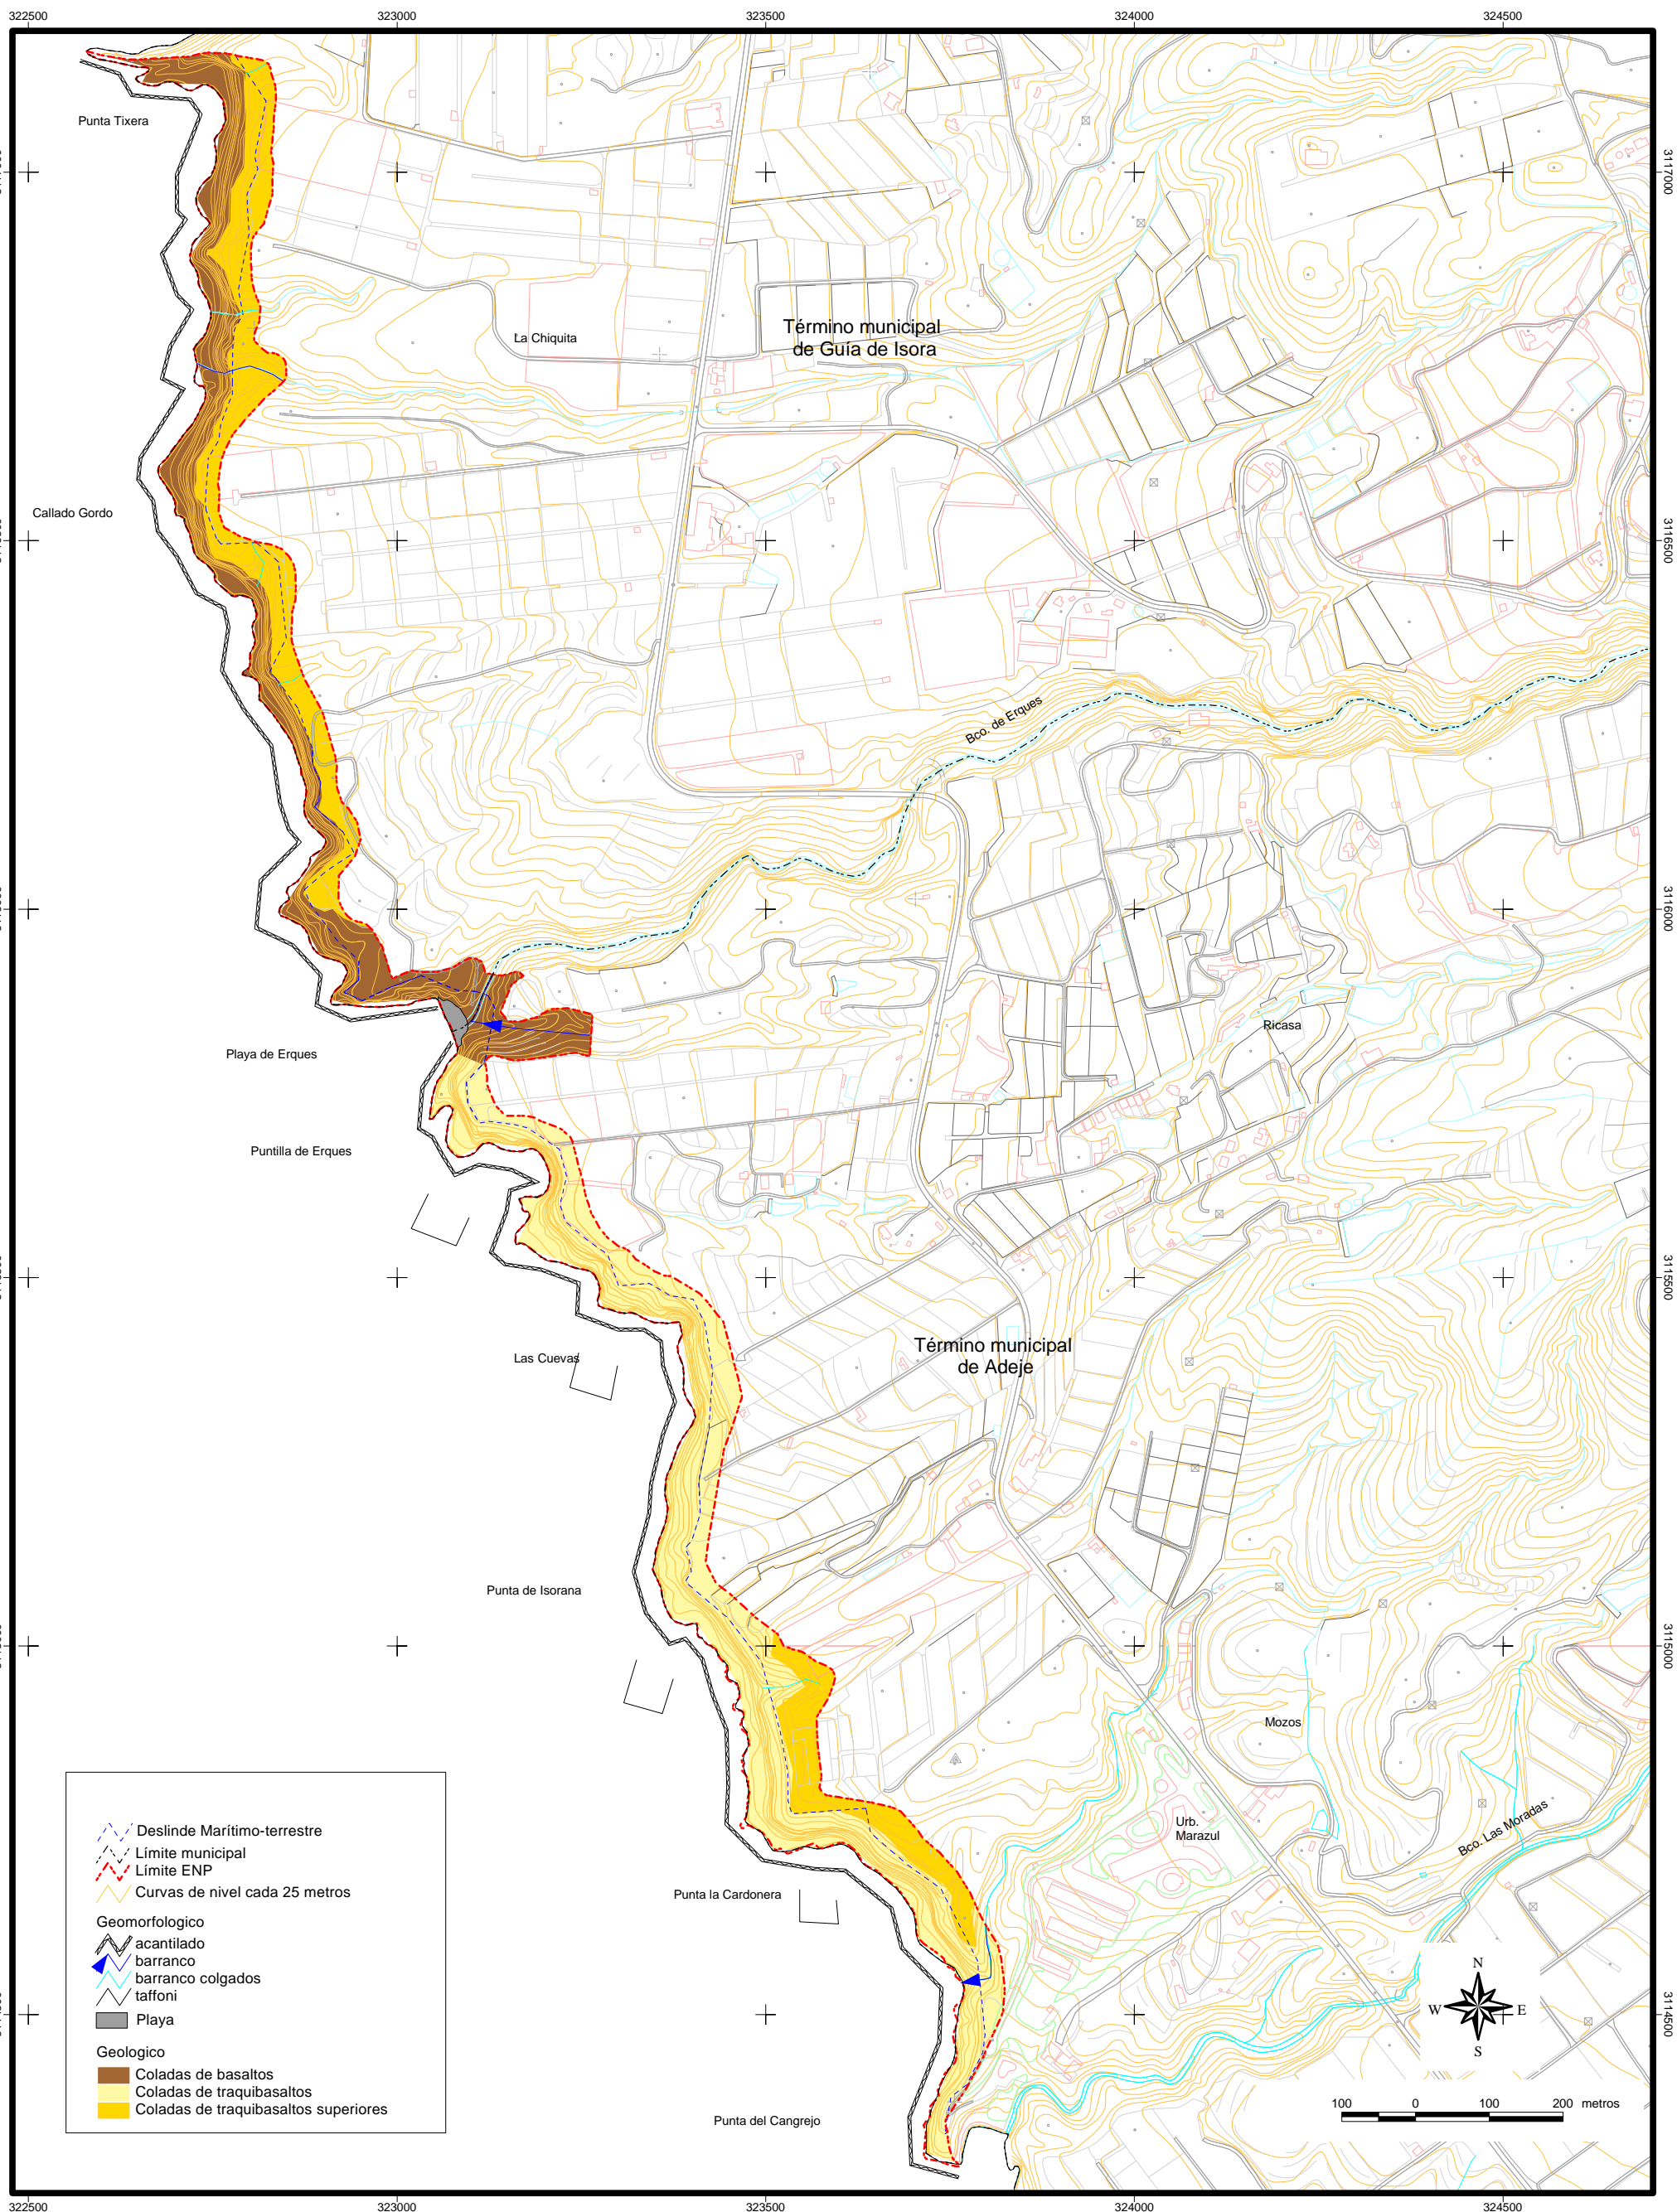 322500
323000
323500
324000
324500
Punta Tixera
3117000
La Chiquita
Término municipal
de Guía de Isora
Callado Gordo
3116500
Bco. de Erques
3116000
Ricasa
Playa de Erques
Puntilla de Erques
3115500
Término municipal
de Adeje
Las Cuevas
Punta de Isorana
3115000
Mozos
Urb.
Marazul
Bco. Las Moradas
Punta la Cardonera
Deslinde Marítimo-terrestre
Límite municipal
Límite ENP
Curvas de nivel cada 25 metros
Geomorfologico
acantilado
barranco
barranco colgados
taffoni
Playa
Geologico
Coladas de basaltos
Coladas de traquibasaltos
Coladas de traquibasaltos superiores
N
W
E
S
3114500
100
0
100
200
metros
Punta del Cangrejo
322500
323000
323500
324000
324500